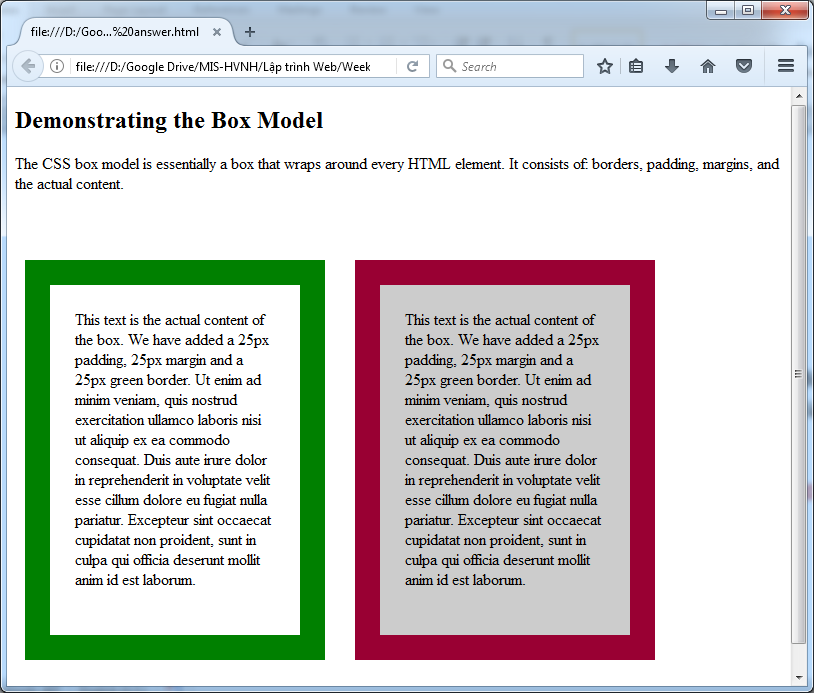 file:///D:/Goo...%20answer.html
file:///D:/Google Drive/MIS-HVNH/Lập trình Web/Week
Search
Demonstrating the Box Model
The CSS box model is essentially a box that wraps around every HTML element. It consists of: borders, padding, margins, and
the actual content.
This text is the actual content of
the box. We have added a 25px
padding, 25px margin and a
25px green border. Ut enim ad
minim veniam, quis nostrud
exercitation ullamco laboris nisi
ut aliquip ex ea commodo
consequat. Duis aute irure dolor
in reprehenderit in voluptate velit
esse cillum dolore eu fugiat nulla
pariatur. Excepteur sint occaecat
cupidatat non proident, sunt in
culpa qui officia deserunt mollit
anim id est laborum.
This text is the actual content of
the box. We have added a 25px
padding, 25px margin and a
25px green border. Ut enim ad
minim veniam, quis nostrud
exercitation ullamco laboris nisi
ut aliquip ex ea commodo
consequat. Duis aute irure dolor
in reprehenderit in voluptate velit
esse cillum dolore eu fugiat nulla
pariatur. Excepteur sint occaecat
cupidatat non proident, sunt in
culpa qui officia deserunt mollit
anim id est laborum.